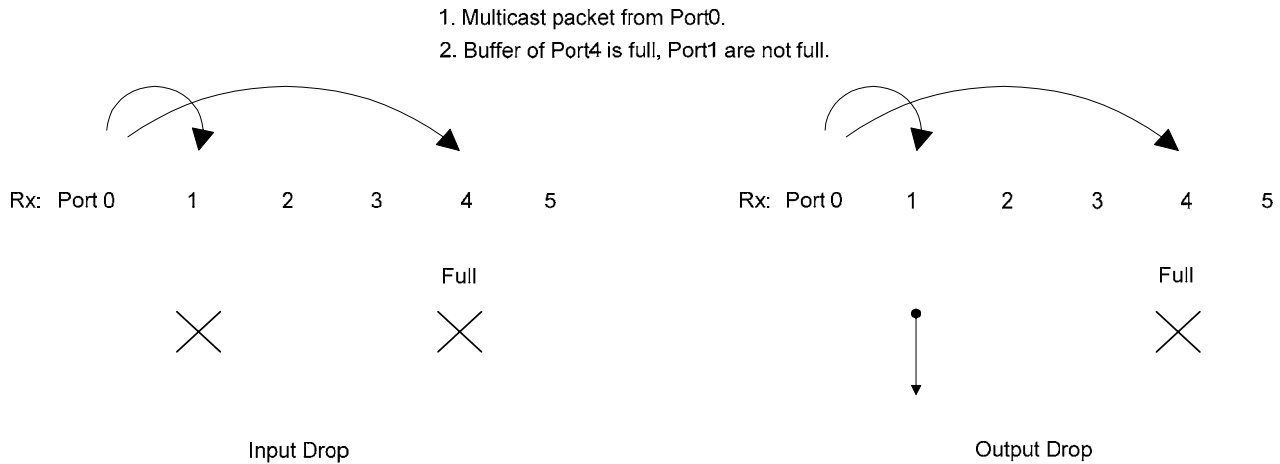 1. Multicast packet from Port0.
2. Buffer of Port4 is full, Port1 are not full.
Rx: Port 0 1 2 3 4 5
Full
Input Drop
Rx: Port 0 1 2 3 4 5
Full
Output Drop